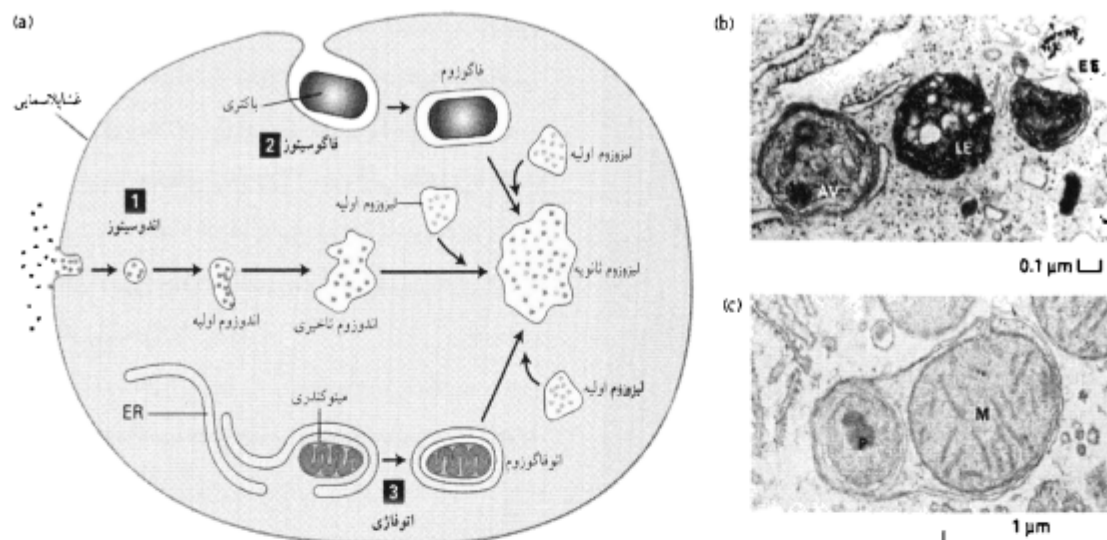 (a)
غشاپلاسمایی
باکتری
فاگوزوم
2 فاگوسیتوز
لیزوزوم اولیه
لیزوزوم اولیه
1
اندوسیتوز
اندوزوم اولیه
اندوزوم تاخیری
لیزوزوم ثانویه
لیزوزوم اولیه
ER
میتوکندری
اتوفاگوزوم
3
اتوفاژی
(b)
EE
LE
AV
0.1 µm
(c)
P
M
1 µm